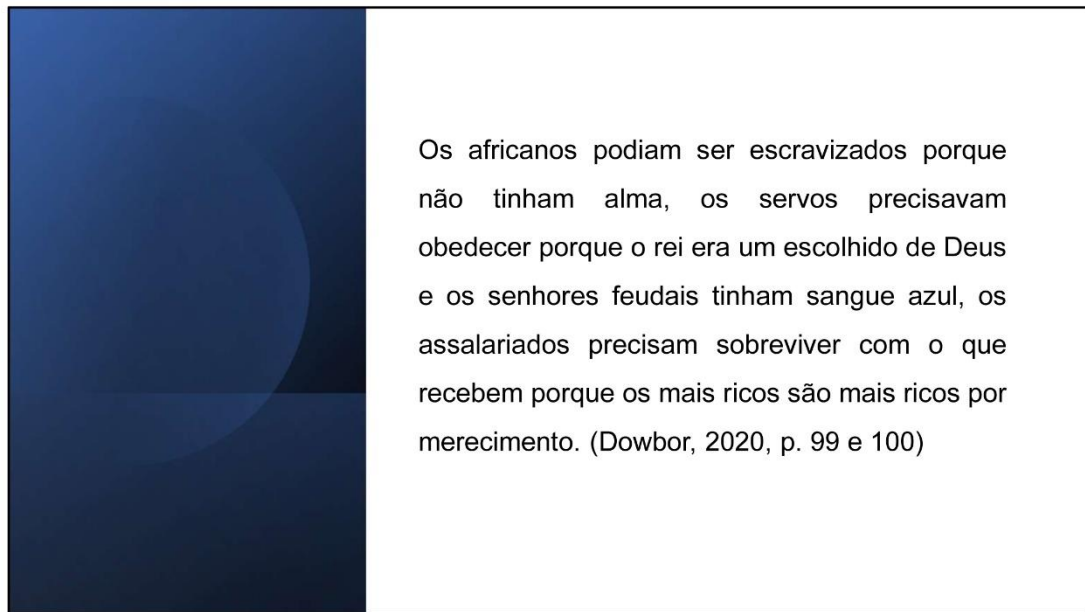 Os africanos podiam ser escravizados porque
não tinham alma, os servos precisavam
obedecer porque o rei era um escolhido de Deus
e os senhores feudais tinham sangue azul, os
assalariados precisam sobreviver com o que
recebem porque os mais ricos são mais ricos por
merecimento. (Dowbor, 2020, p. 99 e 100)